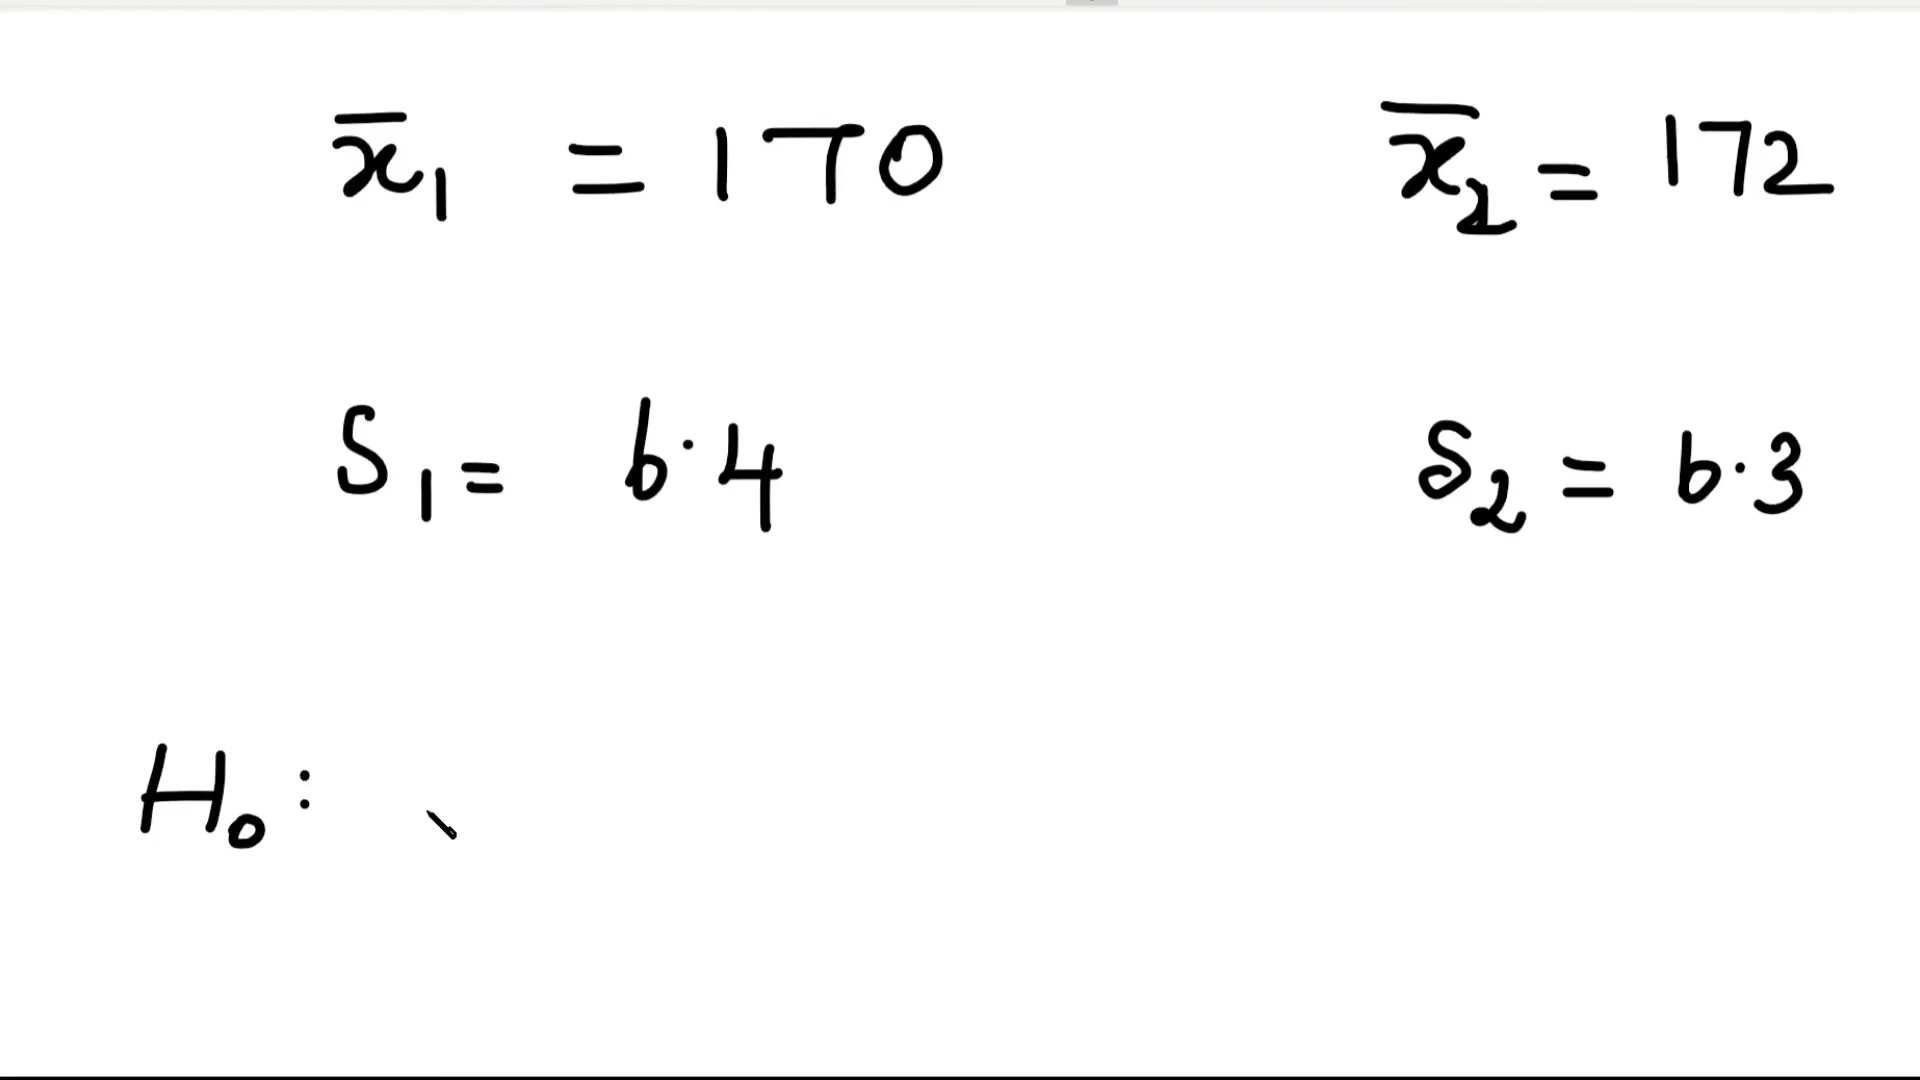 x̄₁ = 170 x̄₂ = 172
S₁ = 6.4 S₂ = 6.3
H₀ :